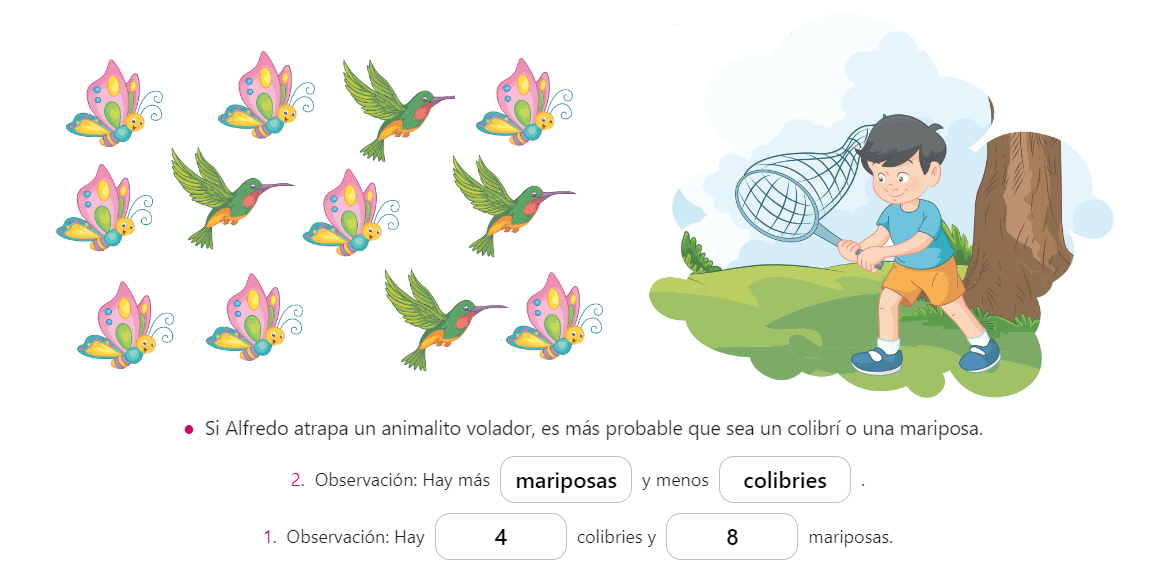 ● Si Alfredo atrapa un animalito volador, es más probable que sea un colibrí o una mariposa.
2. Observación: Hay más mariposas y menos colibries .
1. Observación: Hay 4 colibries y 8 mariposas.